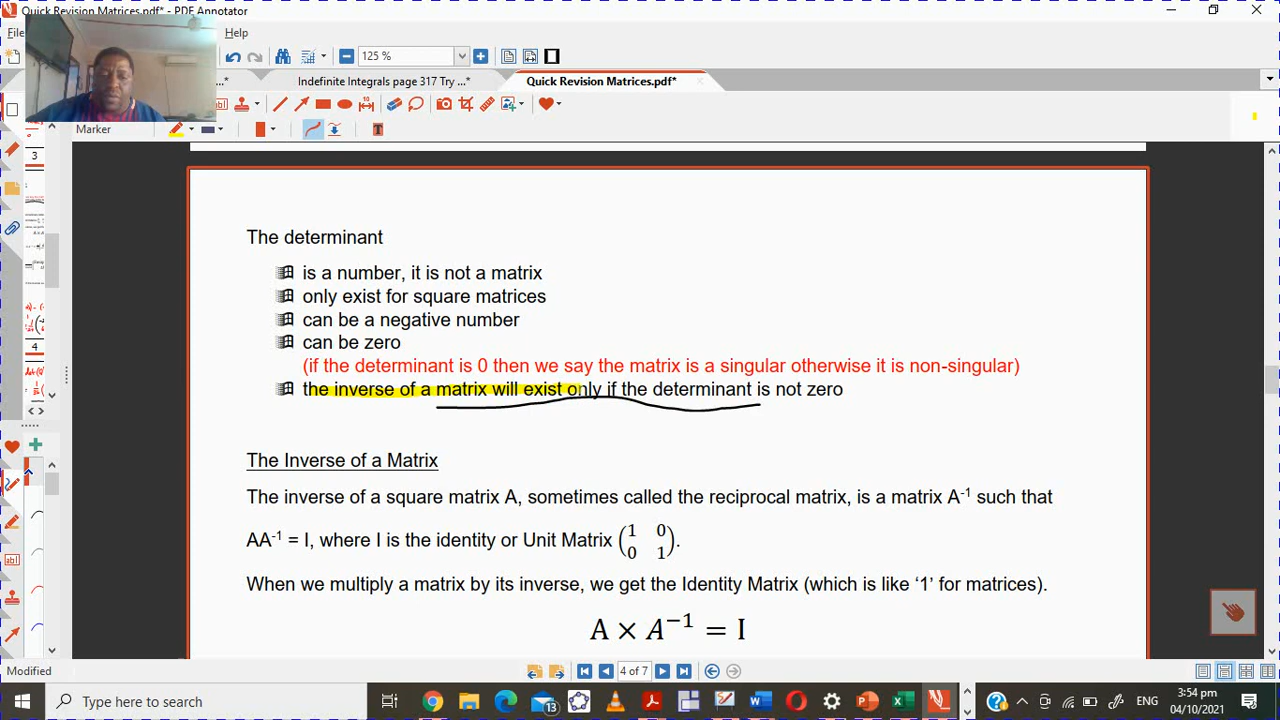 Quick Revision Matrices.pdf* - PDF Annotator
File
Help
125 %
Indefinite Integrals page 317 Try ...*
Quick Revision Matrices.pdf*
Marker
The determinant
is a number, it is not a matrix
only exist for square matrices
can be a negative number
can be zero
(if the determinant is 0 then we say the matrix is a singular otherwise it is non-singular)
the inverse of a matrix will exist only if the determinant is not zero
The Inverse of a Matrix
The inverse of a square matrix A, sometimes called the reciprocal matrix, is a matrix A⁻¹ such that
AA⁻¹ = I, where I is the identity or Unit Matrix (1 0
0 1).
When we multiply a matrix by its inverse, we get the Identity Matrix (which is like ‘1’ for matrices).
A × A⁻¹ = I
3
4
Modified
4 of 7
Type here to search
13
ENG
3:54 pm
04/10/2021